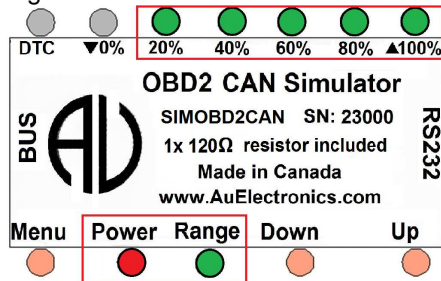 DTC ▼0% 20% 40% 60% 80% ▲100%
OBD2 CAN Simulator
SIMOBD2CAN SN: 23000
1x 120Ω resistor included
Made in Canada
www.AuElectronics.com
BUS
RS232
Menu Power Range Down Up